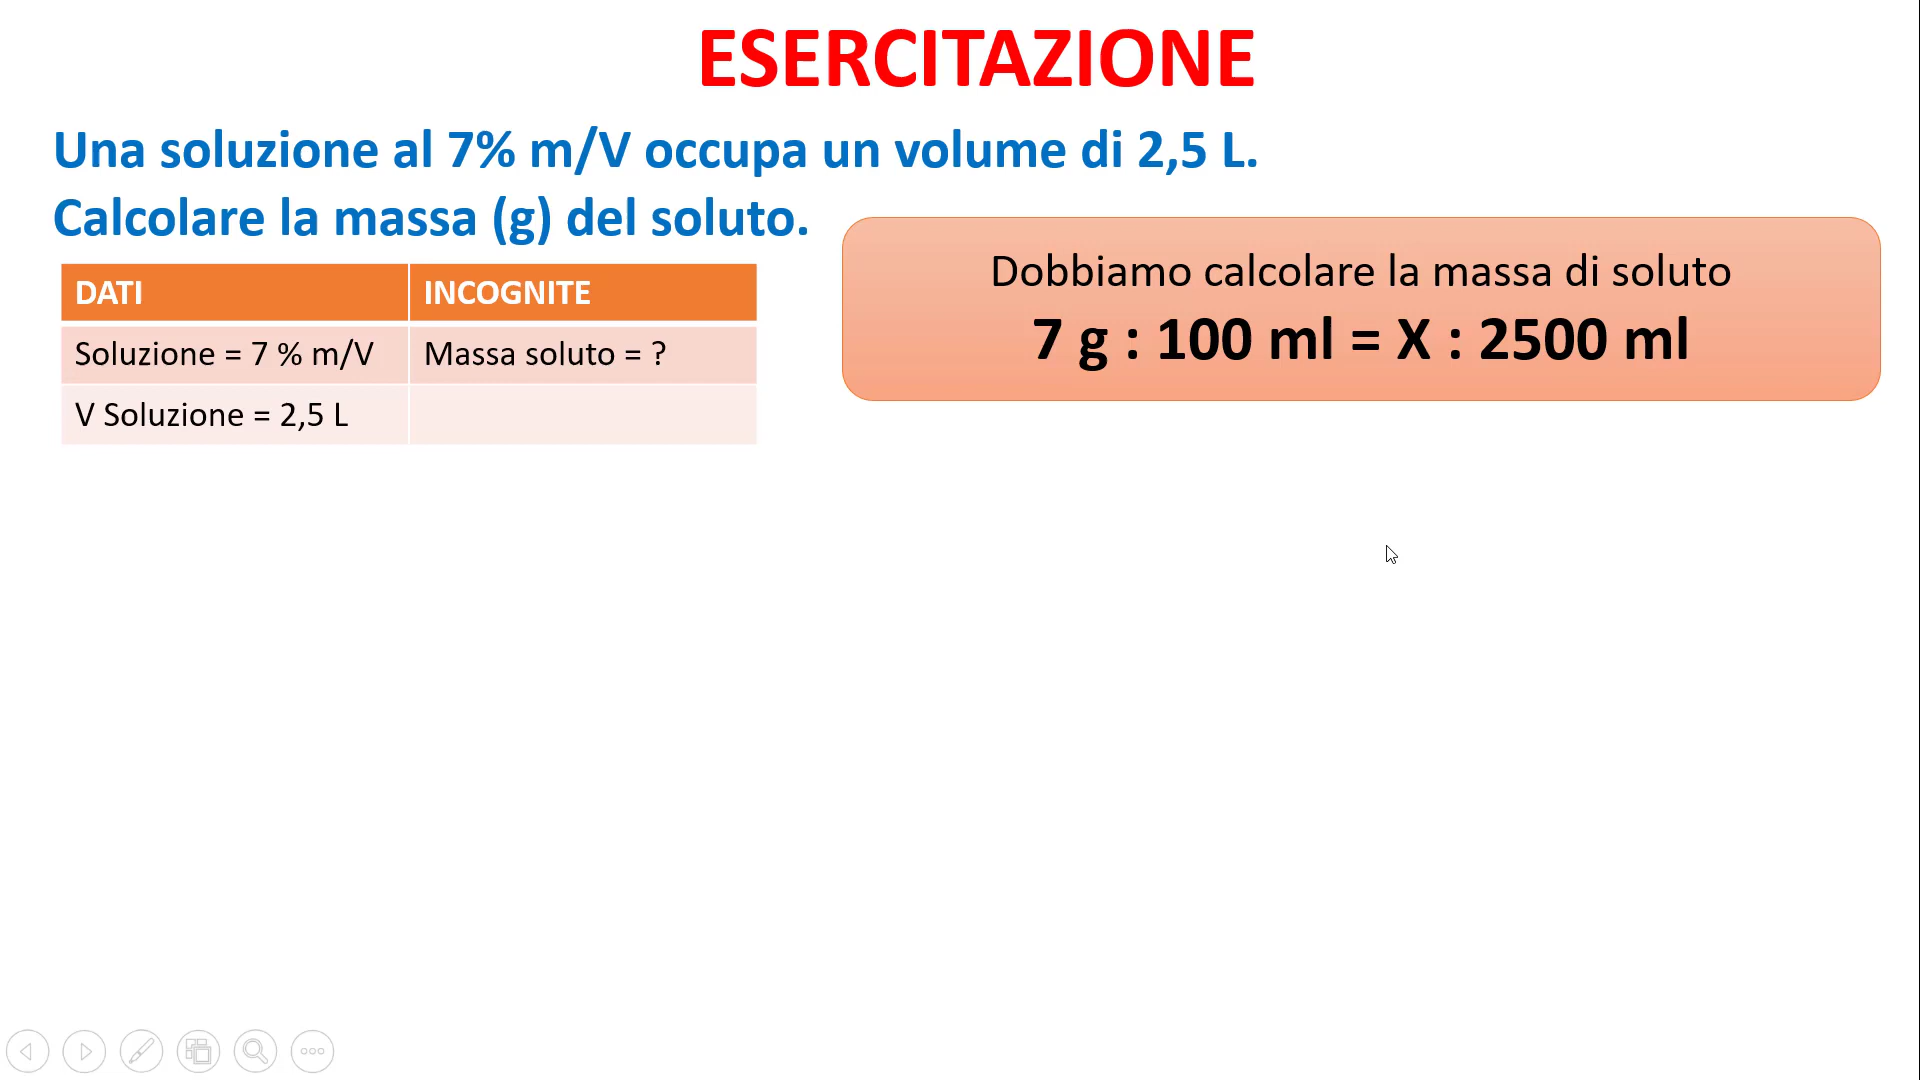 ESERCITAZIONE
Una soluzione al 7% m/V occupa un volume di 2,5 L.
Calcolare la massa (g) del soluto.
DATI
INCOGNITE
Soluzione = 7 % m/V
Massa soluto = ?
V Soluzione = 2,5 L
Dobbiamo calcolare la massa di soluto
7 g : 100 ml = X : 2500 ml